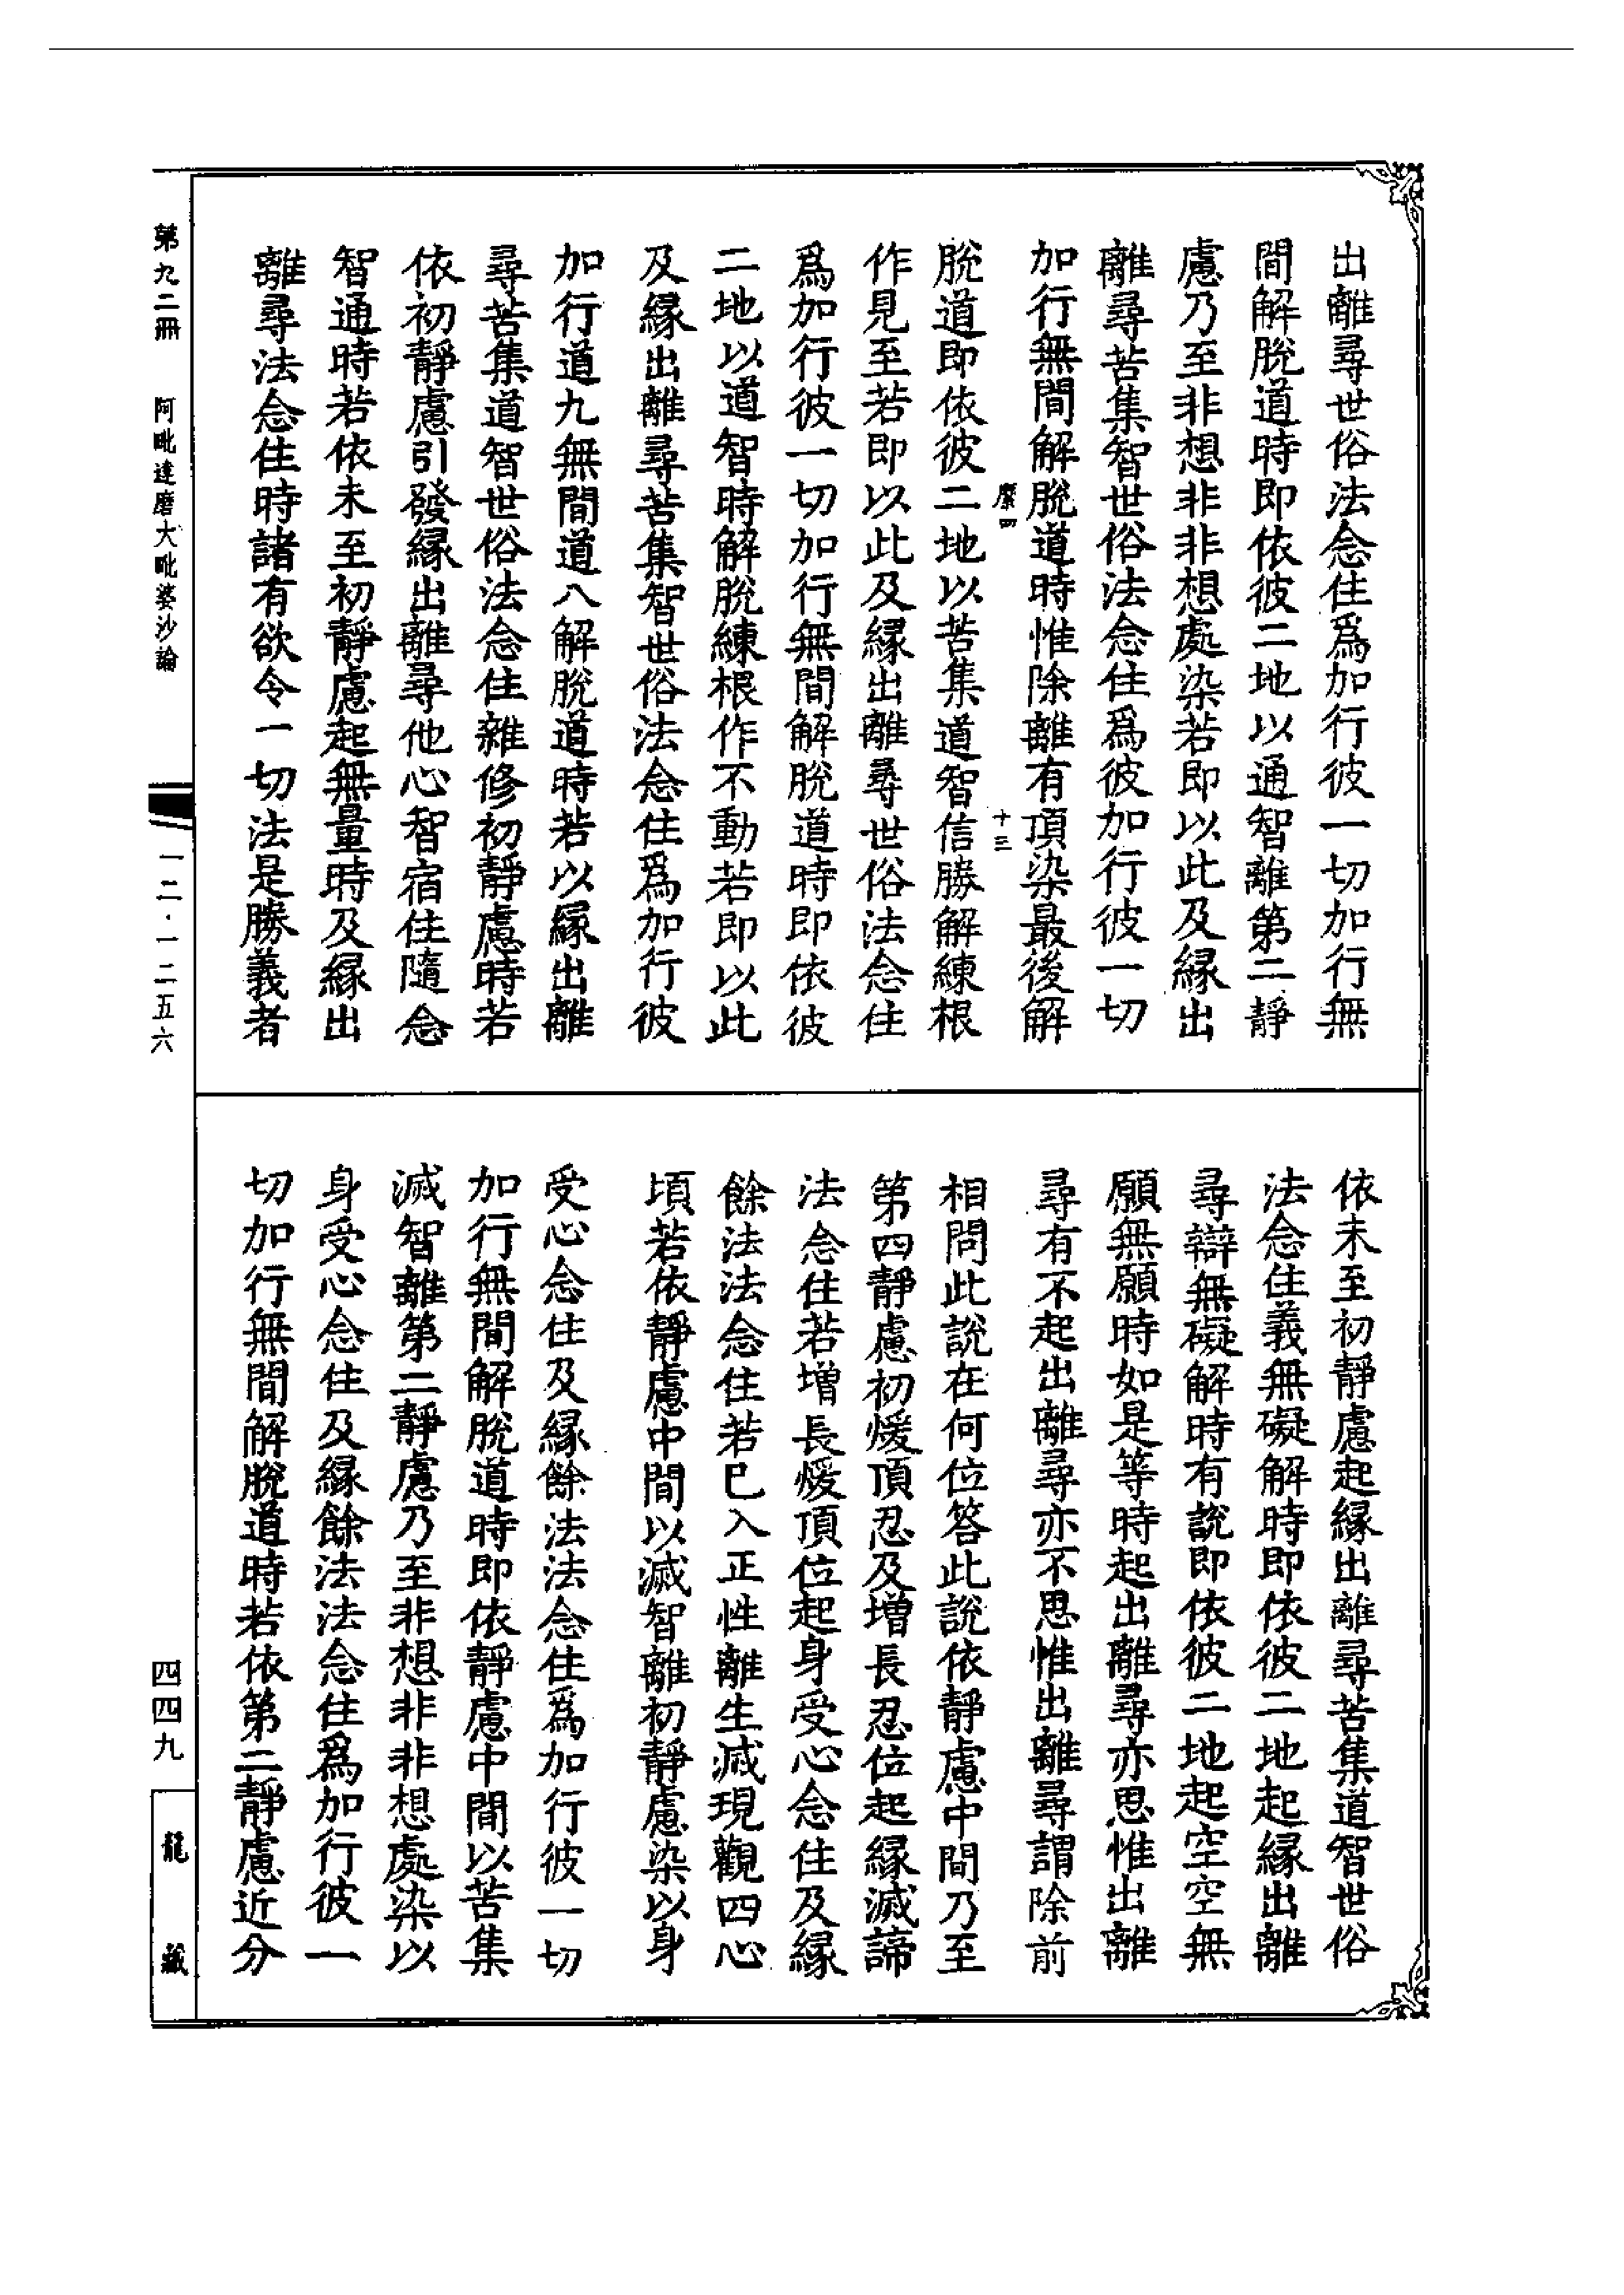 出離尋世俗法念住爲加行彼一切加行無
間解脫道時即依彼二地以通智離第二靜
慮乃至非想非非想處染若即以此及緣出
離尋苦集智世俗法念住爲彼加行彼一切
加行無間解脫道時惟除離有頂染最後解
脫道即依彼二地以苦集道智信勝解練根
作見至若即以此及緣出離尋世俗法念住
爲加行彼一切加行無間解脫道時即依彼
二地以道智時解脫練根作不動若即以此
及緣出離尋苦集智世俗法念住爲加行彼
加行道九無間道八解脫道時若以緣出離
尋苦集道智世俗法念住雜修初靜慮時若
依初靜慮引發緣出離尋他心智宿住隨念
智通時若依未至初靜慮起無量時及緣出
離尋法念住時諸有欲令一切法是勝義者
依未至初靜慮起緣出離尋苦集道智世俗
法念住義無礙解時即依彼二地起緣出離
尋辯無礙解時有說即依彼二地起空空無
願無願時如是等時起出離尋亦思惟出離
尋有不起出離尋亦不思惟出離尋謂除前
相問此說在何位答此說依靜慮中間乃至
第四靜慮初煖頂忍及增長忍位起緣滅諦
法念住若增長煖頂位起身受心念住及緣
餘法法念住若已入正性離生滅現觀四心
頃若依靜慮中間以滅智離初靜慮染以身
受心念住及緣餘法法念住爲加行彼一切
加行無間解脫道時即依靜慮中間以苦集
滅智離第二靜慮乃至非想非非想處染以
身受心念住及緣餘法法念住爲加行彼一
切加行無間解脫道時若依第二靜慮近分
第九二冊
阿毗達磨大毗婆沙論
一二·一二五六
四四九
龍藏
十三